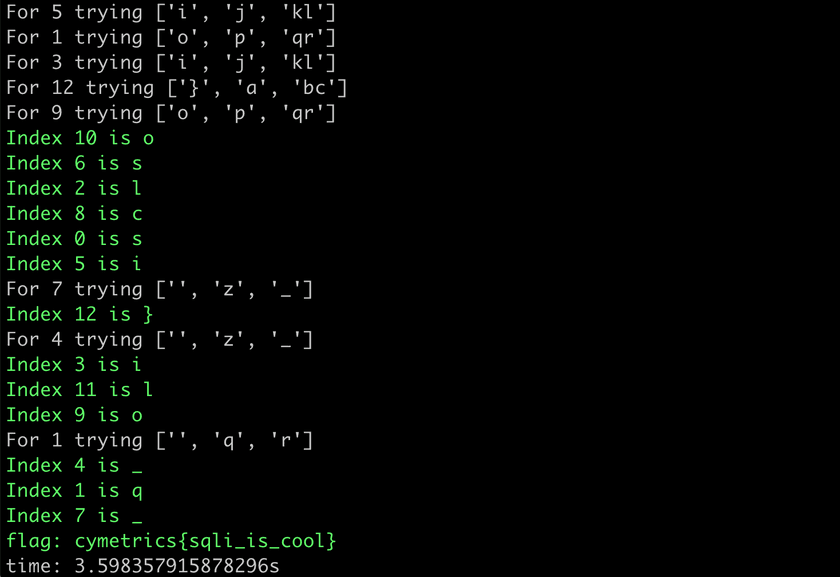 For 5 trying ['i', 'j', 'kl']
For 1 trying ['o', 'p', 'qr']
For 3 trying ['i', 'j', 'kl']
For 12 trying ['}', 'a', 'bc']
For 9 trying ['o', 'p', 'qr']
Index 10 is o
Index 6 is s
Index 2 is l
Index 8 is c
Index 0 is s
Index 5 is i
For 7 trying ['', 'z', '_']
Index 12 is }
For 4 trying ['', 'z', '_']
Index 3 is i
Index 11 is l
Index 9 is o
For 1 trying ['', 'q', 'r']
Index 4 is _
Index 1 is q
Index 7 is _
flag: cymetrics{sqli_is_cool}
time: 3.598357915878296s